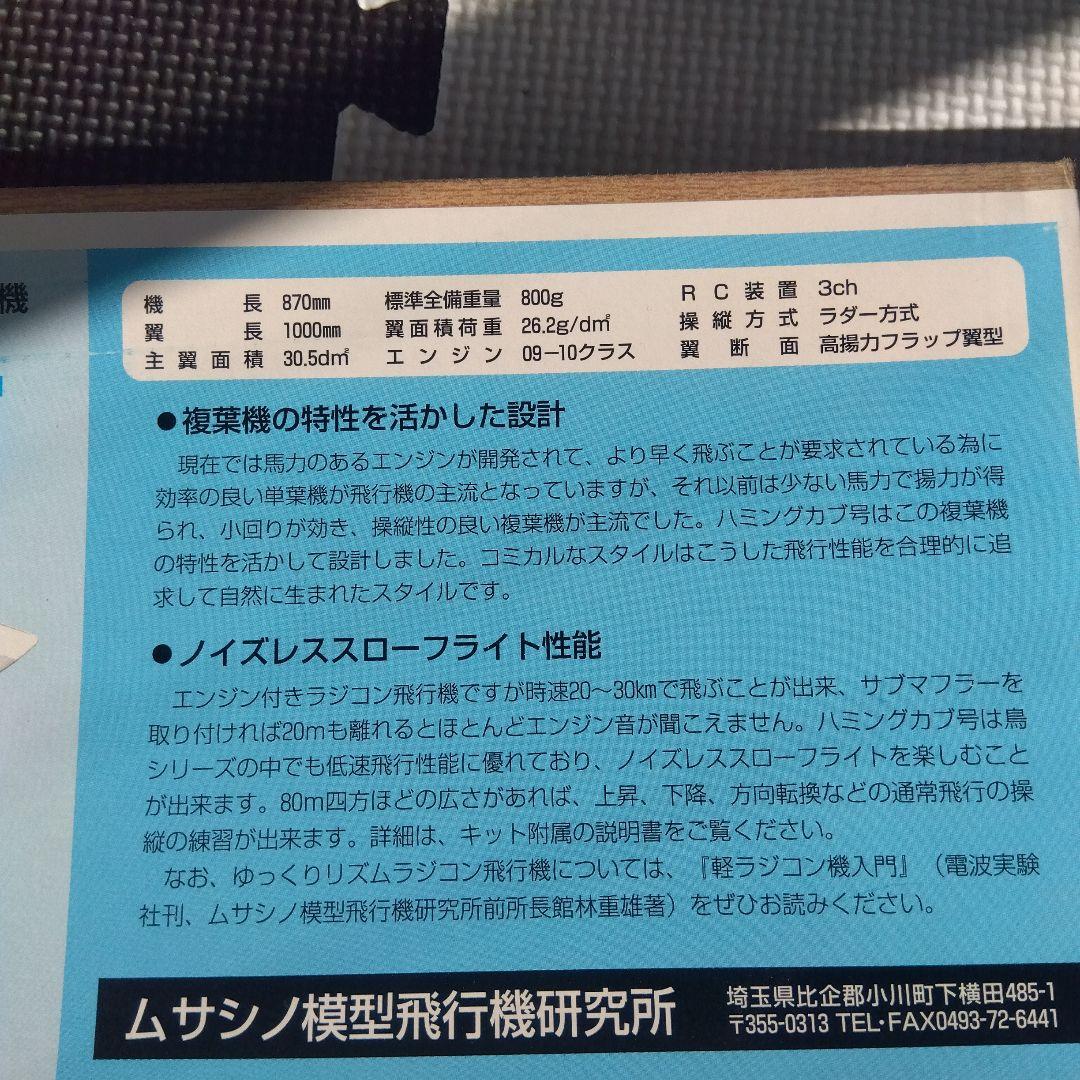 機
機長 870㎜ 標準全備重量 800g RC装置 3ch
翼長 1000㎜ 翼面積荷重 26.2g/d㎡ 操縦方式 ラダー方式
主翼面積 30.5d㎡ エンジン 09−10クラス 翼断面 高揚力フラップ翼型
●複葉機の特性を活かした設計
現在では馬力のあるエンジンが開発されて、より早く飛ぶことが要求されている為に
効率の良い単葉機が飛行機の主流となっていますが、それ以前は少ない馬力で揚力が得
られ、小回りが効き、操縦性の良い複葉機が主流でした。ハミングカブ号はこの複葉機
の特性を活かして設計しました。コミカルなスタイルはこうした飛行性能を合理的に追
求して自然に生まれたスタイルです。
●ノイズレススローフライト性能
エンジン付きラジコン飛行機ですが時速20〜30㎞で飛ぶことが出来、サブマフラーを
取り付ければ20mも離れるとほとんどエンジン音が聞こえません。ハミングカブ号は鳥
シリーズの中でも低速飛行性能に優れており、ノイズレススローフライトを楽しむこと
が出来ます。80m四方ほどの広さがあれば、上昇、下降、方向転換などの通常飛行の操
縦の練習が出来ます。詳細は、キット附属の説明書をご覧ください。
なお、ゆっくりリズムラジコン飛行機については、『軽ラジコン機入門』（電波実験
社刊、ムサシノ模型飛行機研究所前所長館林重雄著）をぜひお読みください。
ムサシノ模型飛行機研究所
埼玉県比企郡小川町下横田485-1
〒355-0313 TEL・FAX0493-72-6441